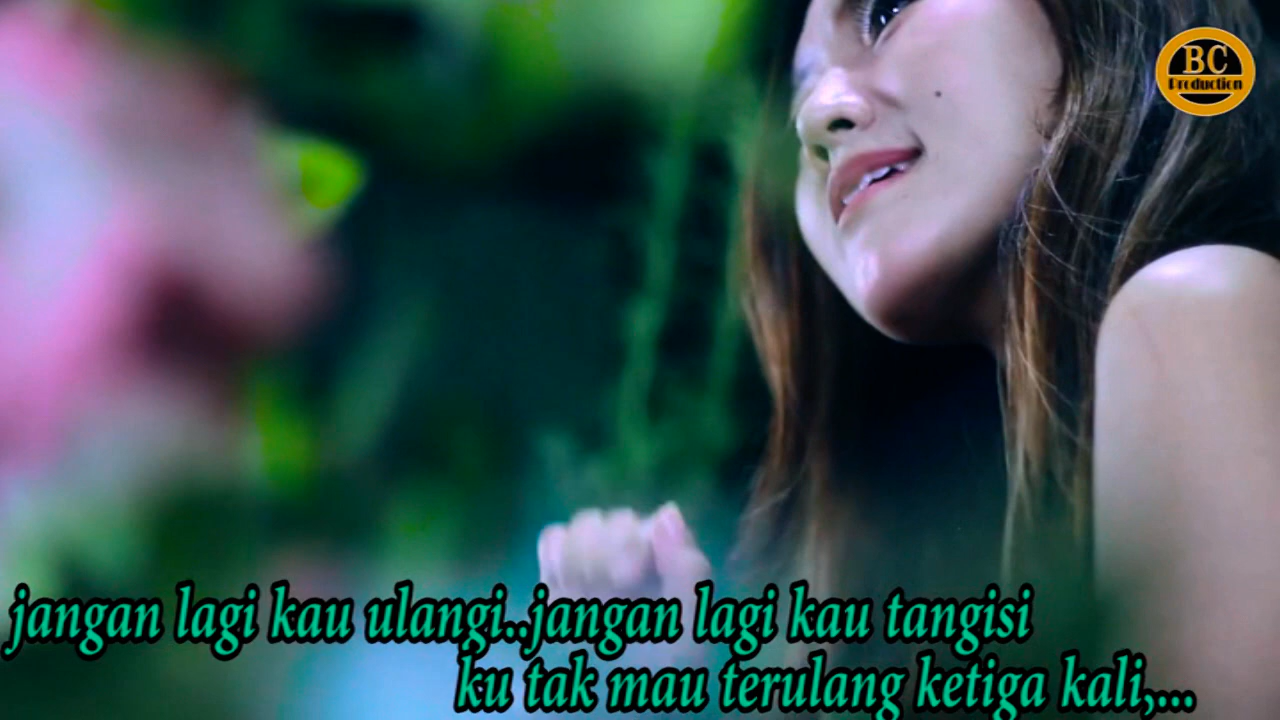 BC
Production
jangan lagi kau ulangi..jangan lagi kau tangisi
ku tak mau terulang ketiga kali,...